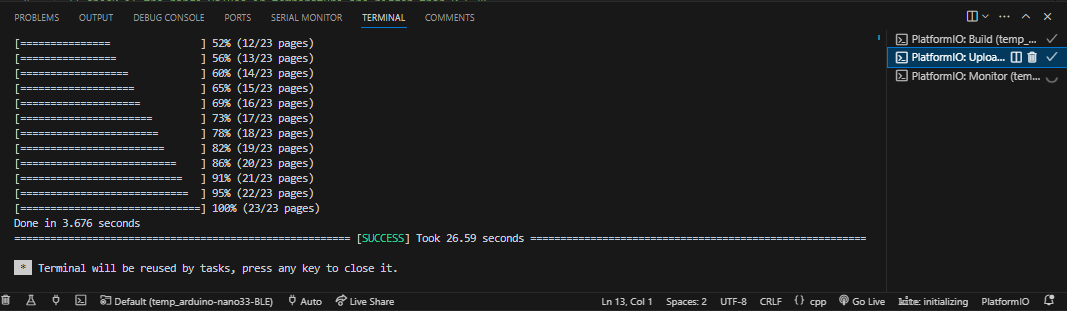 PROBLEMS OUTPUT DEBUG CONSOLE PORTS SERIAL MONITOR TERMINAL COMMENTS
[=============== ] 52% (12/23 pages)
[================ ] 56% (13/23 pages)
[================== ] 60% (14/23 pages)
[=================== ] 65% (15/23 pages)
[==================== ] 69% (16/23 pages)
[====================== ] 73% (17/23 pages)
[======================= ] 78% (18/23 pages)
[======================== ] 82% (19/23 pages)
[========================== ] 86% (20/23 pages)
[=========================== ] 91% (21/23 pages)
[============================ ] 95% (22/23 pages)
[==============================] 100% (23/23 pages)
Done in 3.676 seconds
======================================================== [SUCCESS] Took 26.59 seconds ========================================================
* Terminal will be reused by tasks, press any key to close it.
PlatformIO: Build (temp_...
PlatformIO: Uploa...
PlatformIO: Monitor (tem...
Default (temp_arduino-nano33-BLE) Auto Live Share Ln 13, Col 1 Spaces: 2 UTF-8 CRLF {} cpp Go Live kite: initializing PlatformIO